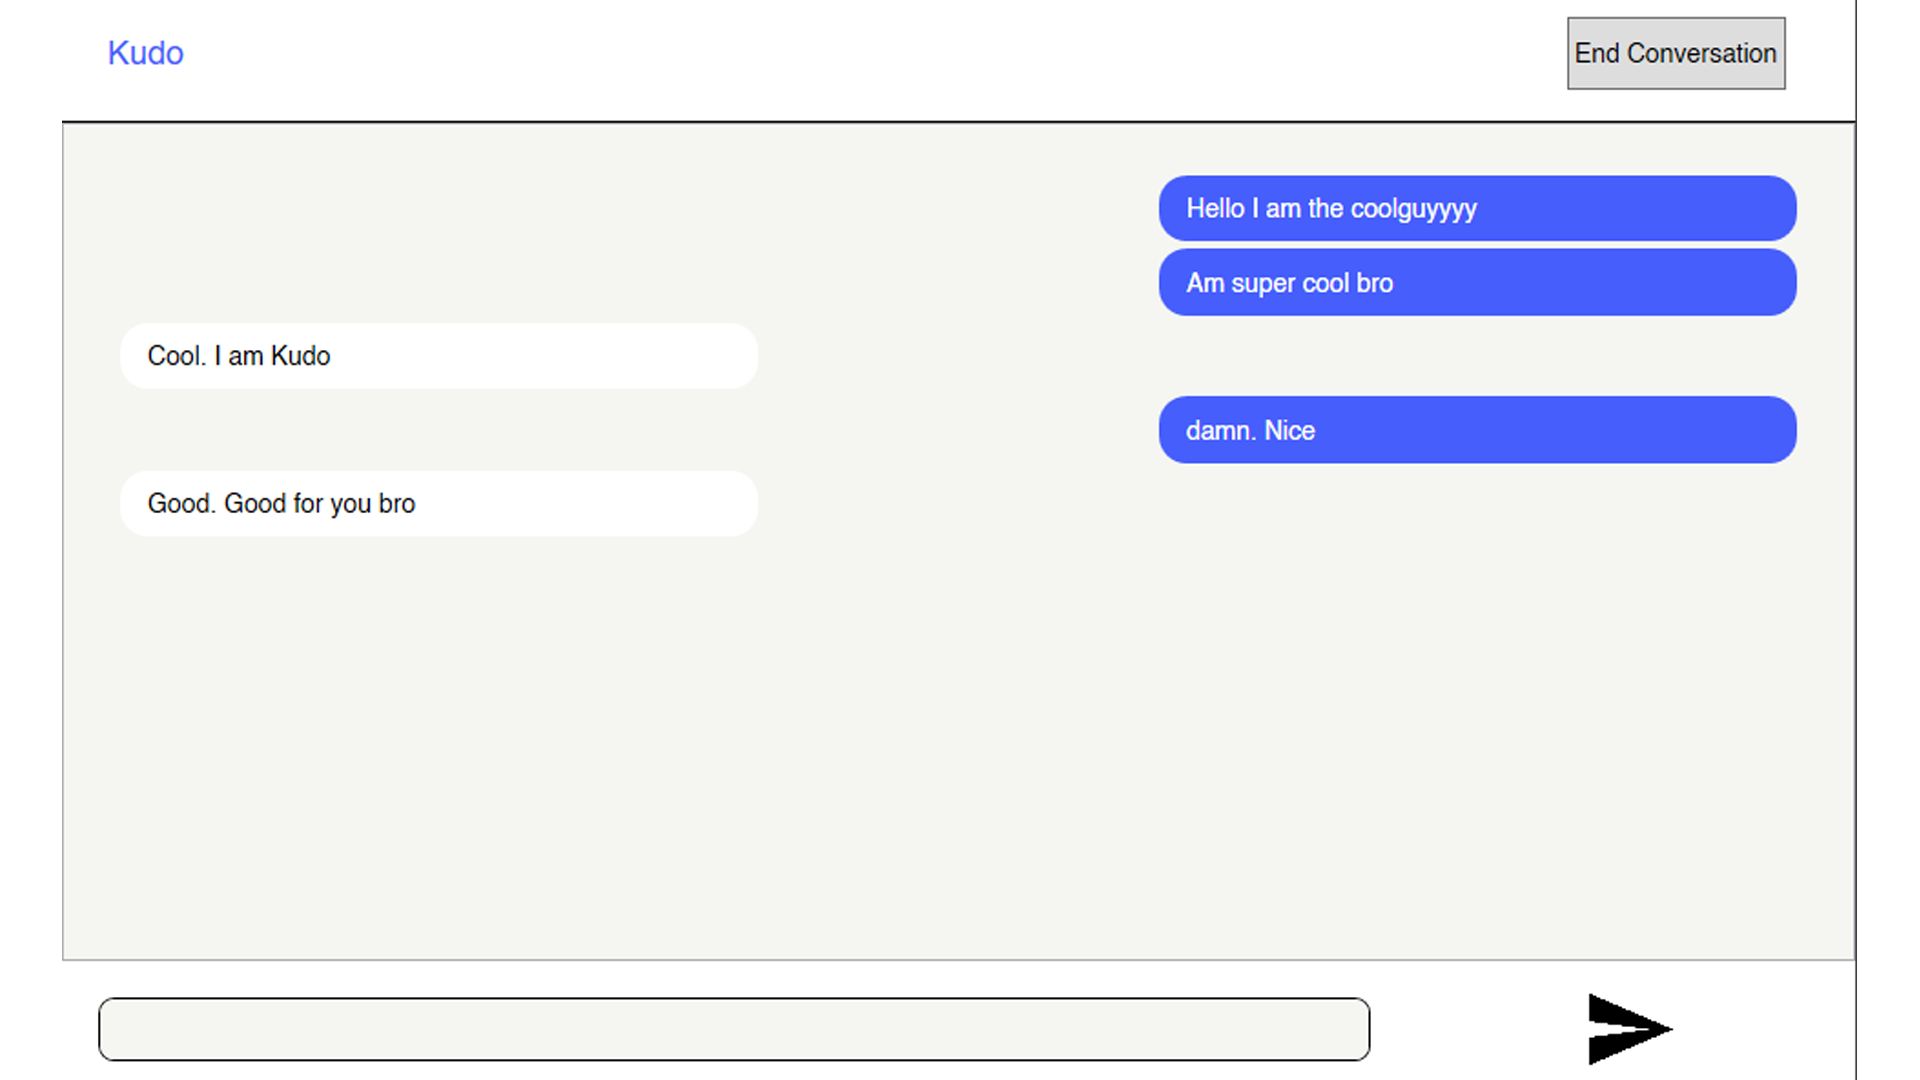 Kudo
End Conversation
Hello I am the coolguyyyy
Am super cool bro
Cool. I am Kudo
damn. Nice
Good. Good for you bro